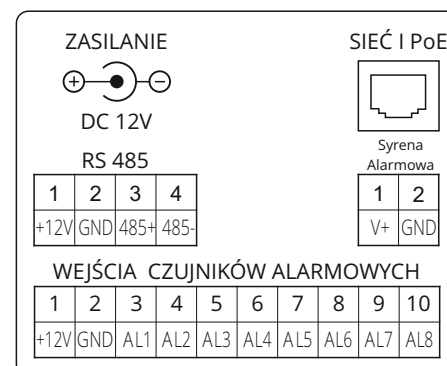 ZASILANIE
DC 12V
SIEĆ I PoE
RS 485
1 2 3 4
+12V GND 485+ 485-
Syrena
Alarmowa
1 2
V+ GND
WEJŚCIA CZUJNIKÓW ALARMOWYCH
1 2 3 4 5 6 7 8 9 10
+12V GND AL1 AL2 AL3 AL4 AL5 AL6 AL7 AL8